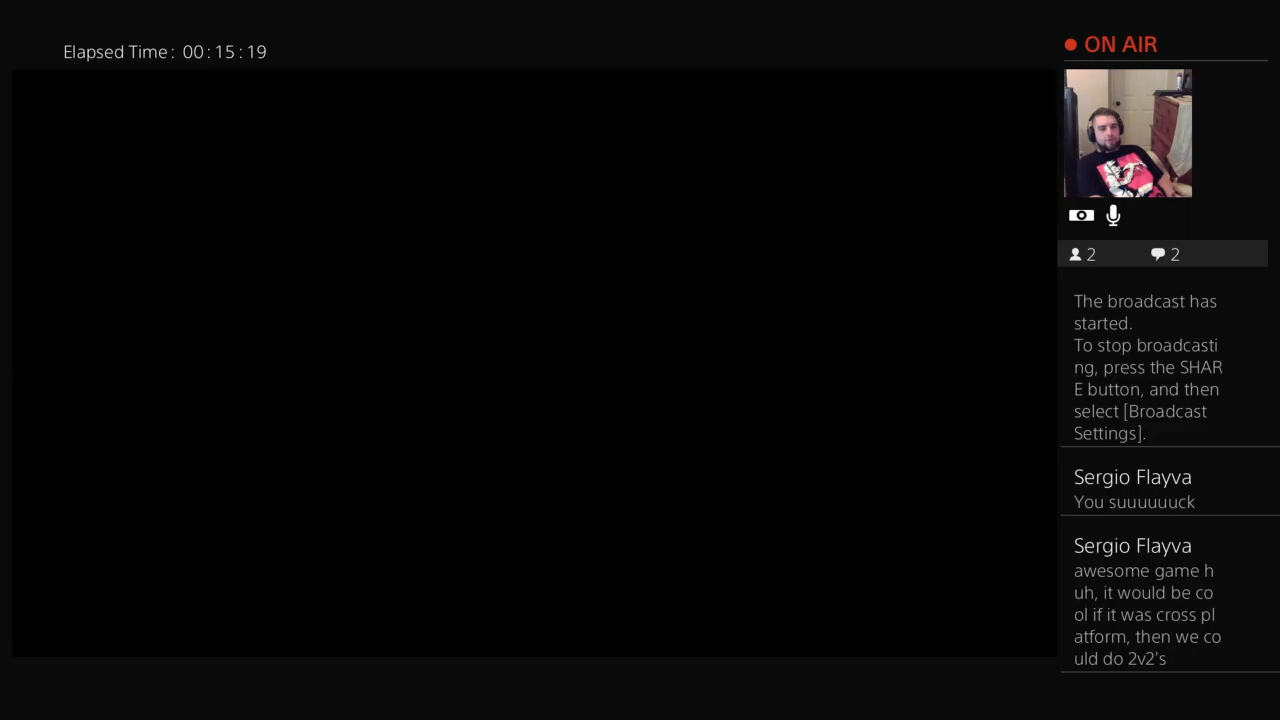 Elapsed Time: 00:15:19
ON AIR
2 2
The broadcast has
started.
To stop broadcasti
ng, press the SHAR
E button, and then
select [Broadcast
Settings].
Sergio Flayva
You suuuuuuck
Sergio Flayva
awesome game h
uh, it would be co
ol if it was cross pl
atform, then we co
uld do 2v2's